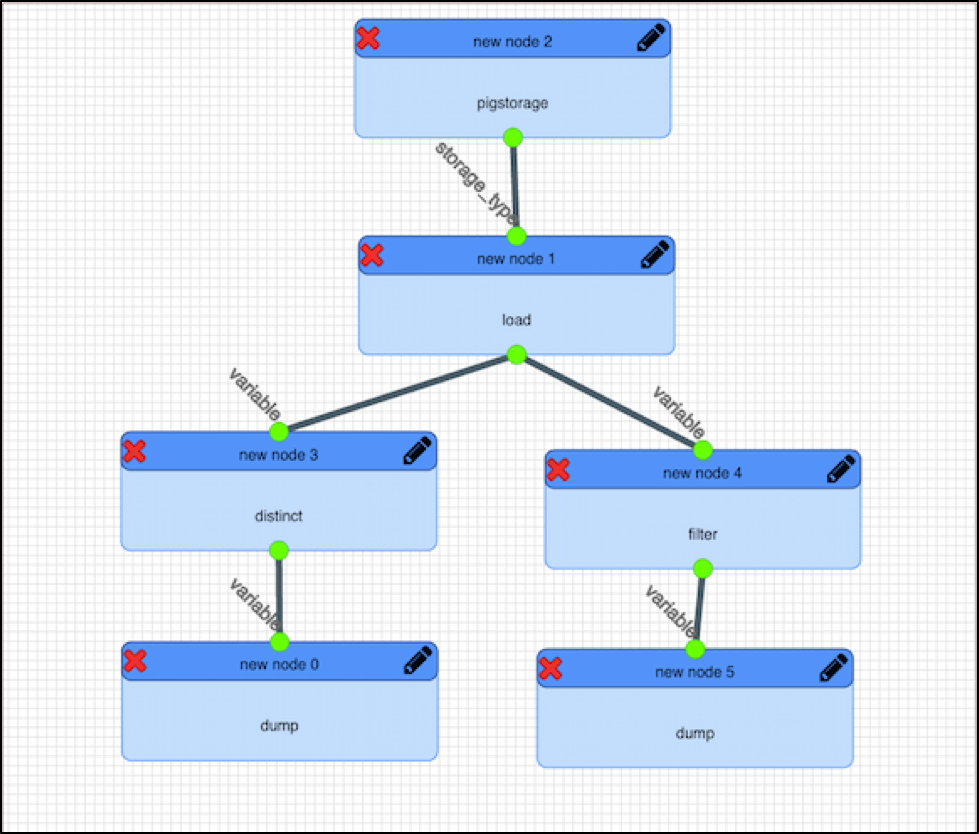 new node 2
pigstorage
storage_type
new node 1
load
variable
variable
new node 3
distinct
new node 4
filter
variable
variable
new node 0
dump
new node 5
dump